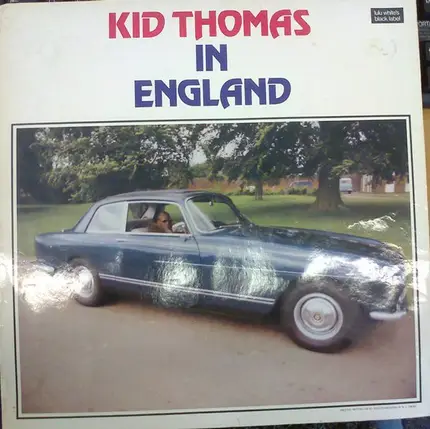 KID THOMAS
IN
ENGLAND
lulu white's
black label